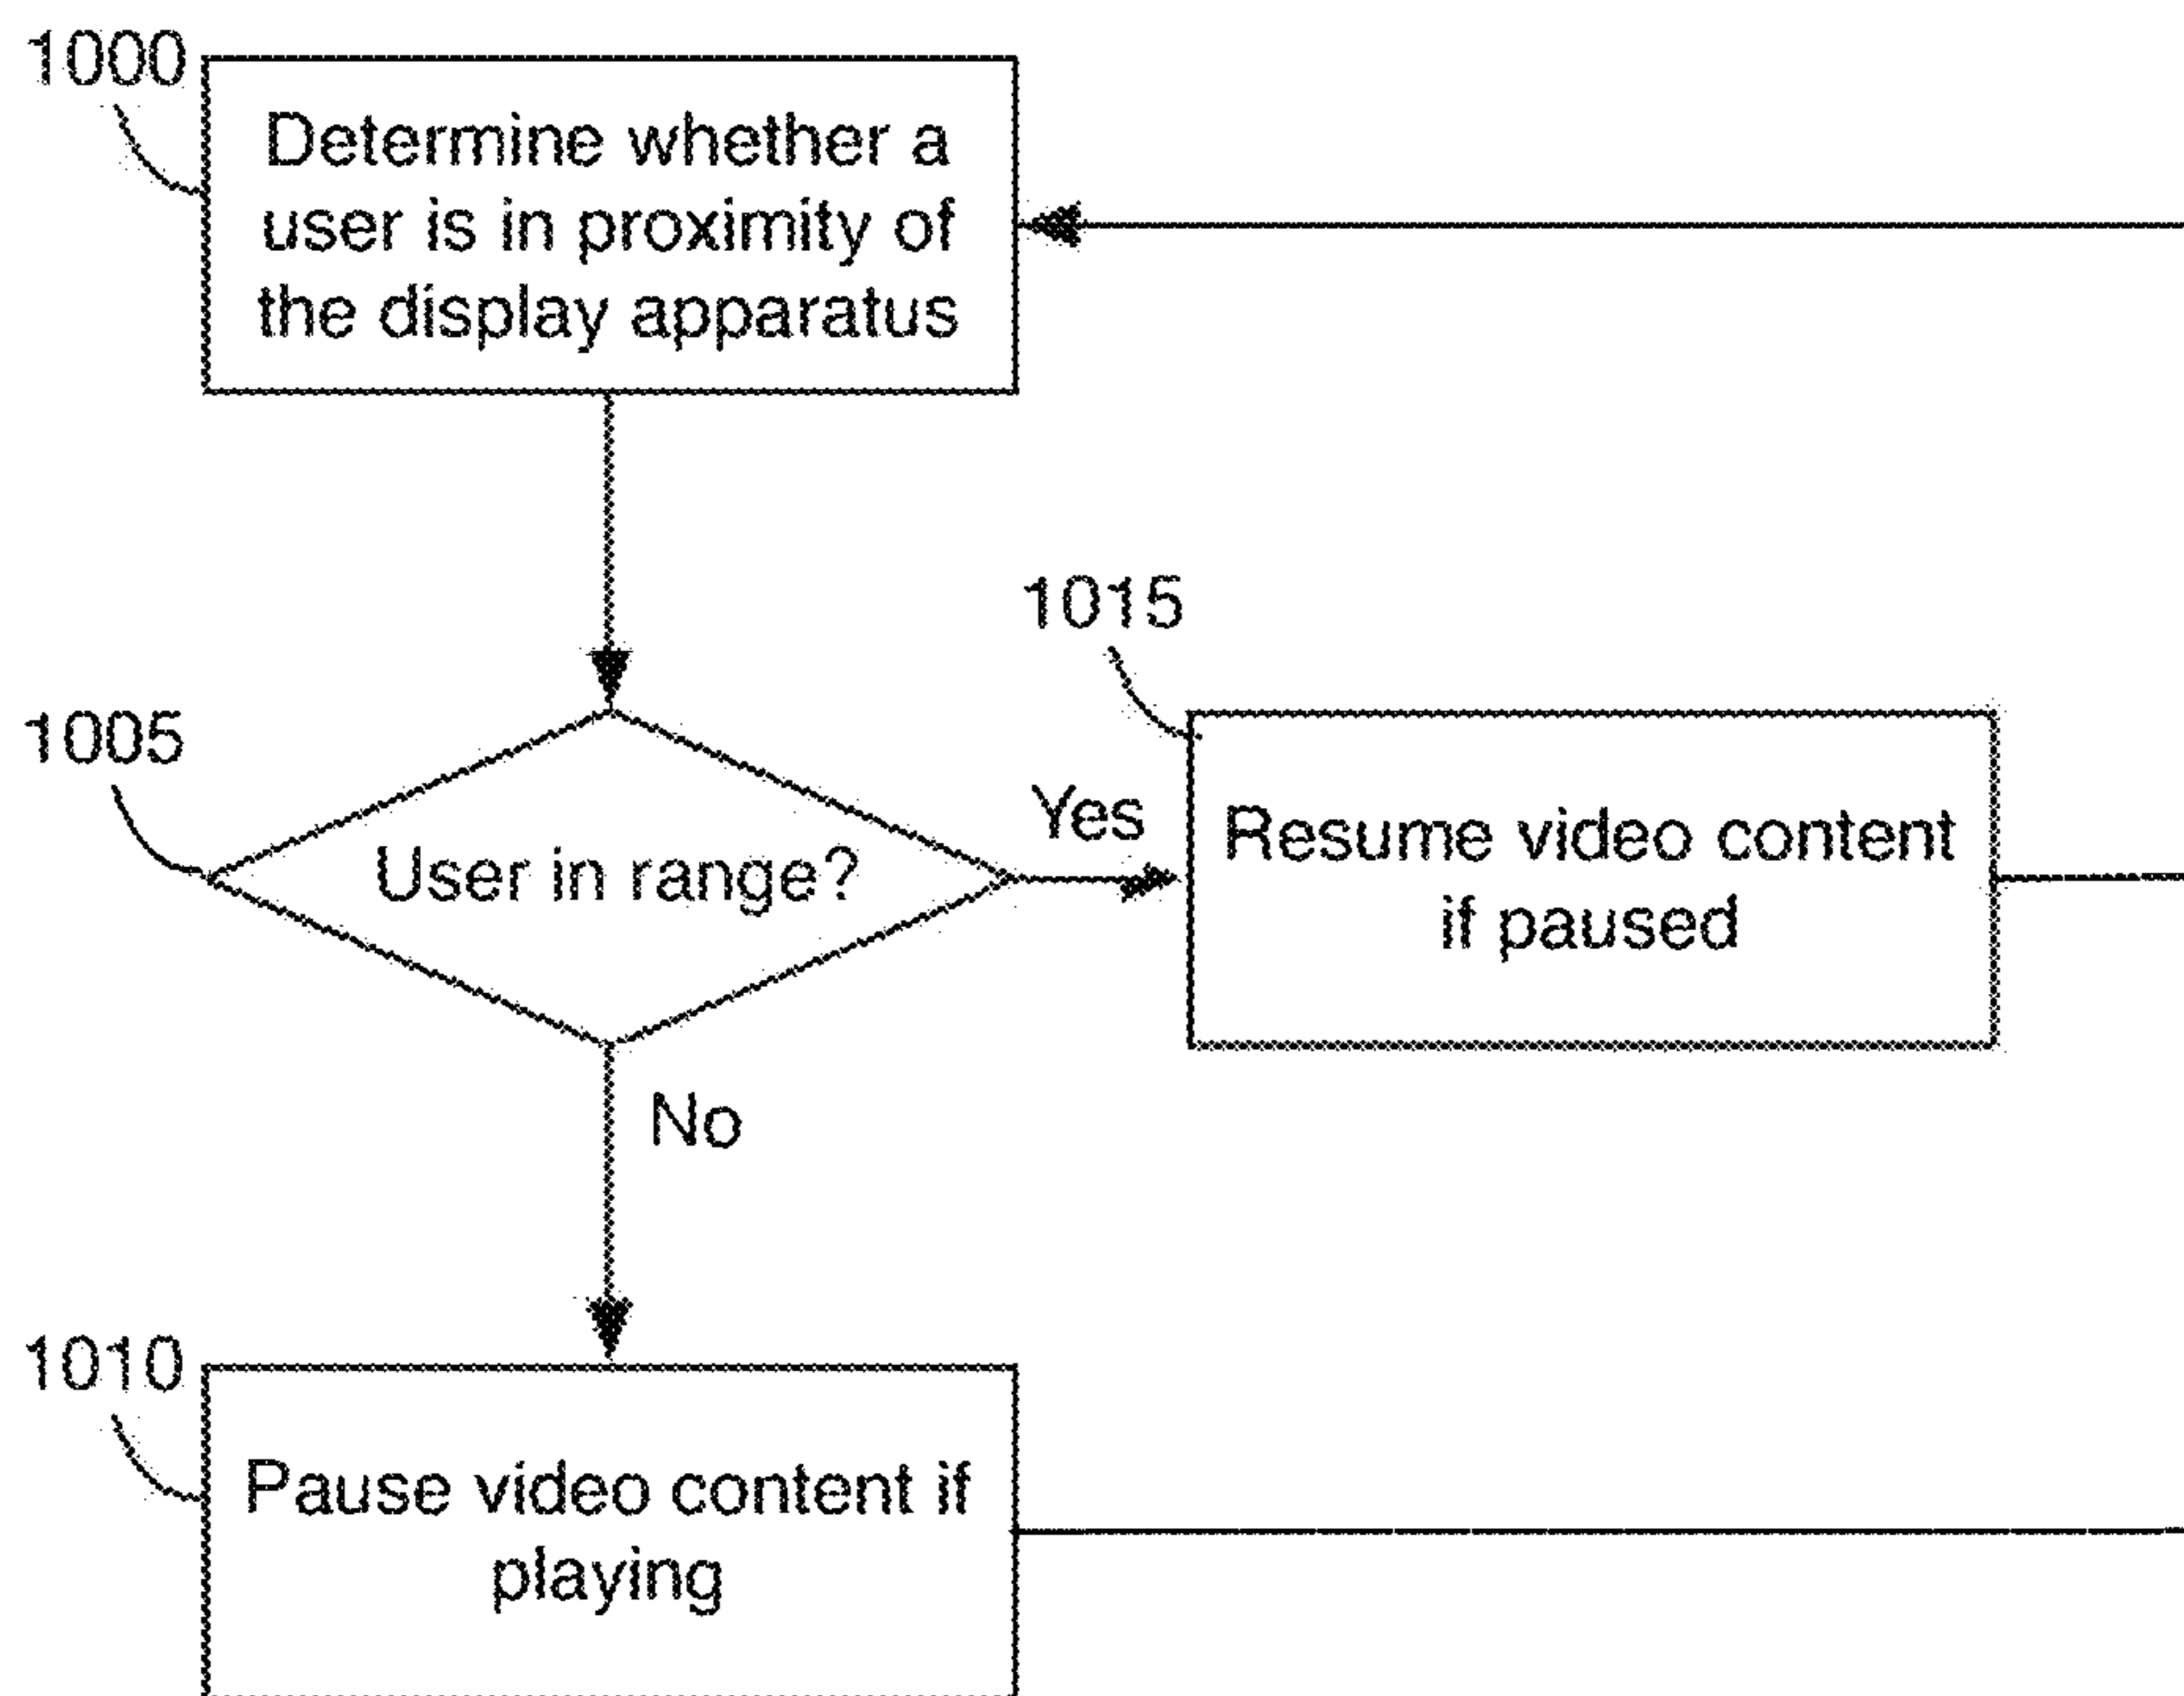 1000
Determine whether a
user is in proximity of
the display apparatus
1005
User in range?
Yes
1015
Resume video content
if paused
No
1010
Pause video content if
playing